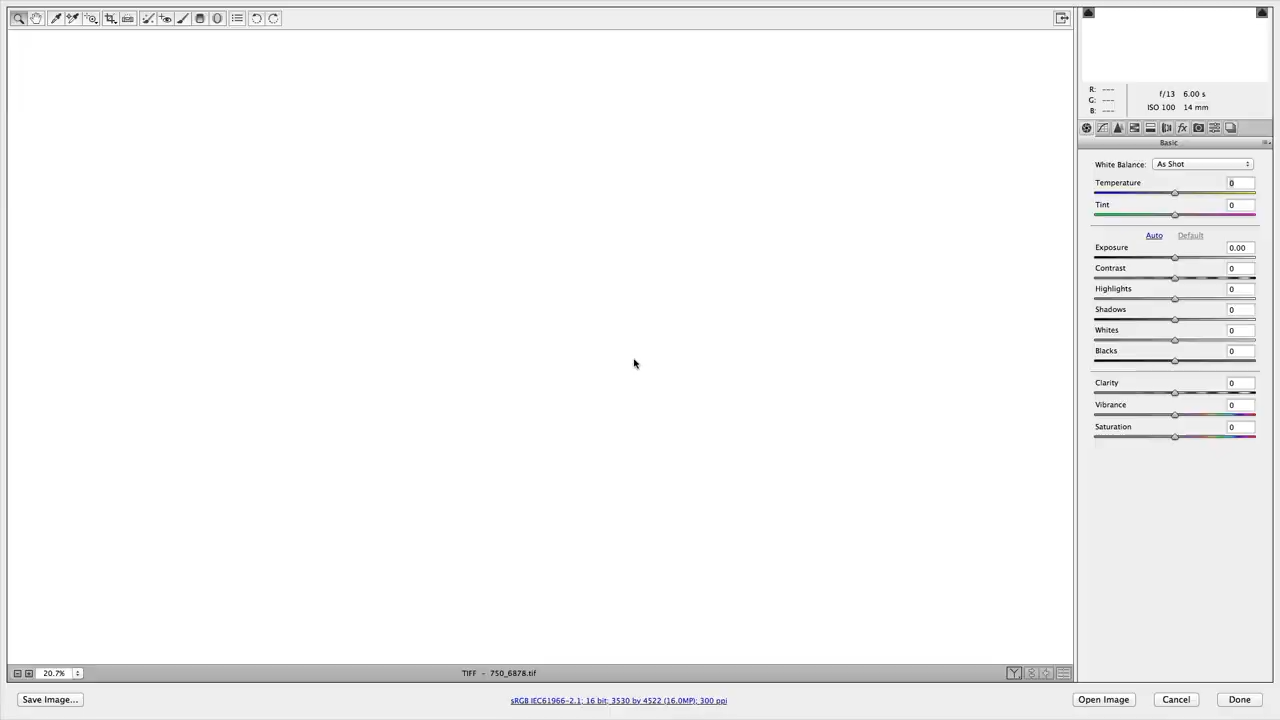 R: ---
G: ---
B: ---
f/13 6.00 s
ISO 100 14 mm
fx
Basic
White Balance: As Shot
Temperature 0
Tint 0
Auto Default
Exposure 0.00
Contrast 0
Highlights 0
Shadows 0
Whites 0
Blacks 0
Clarity 0
Vibrance 0
Saturation 0
20.7%
TIFF - 750_6878.tif
Y
Save Image...
sRGB IEC61966-2.1; 16 bit; 3530 by 4522 (16.0MP); 300 ppi
Open Image
Cancel
Done